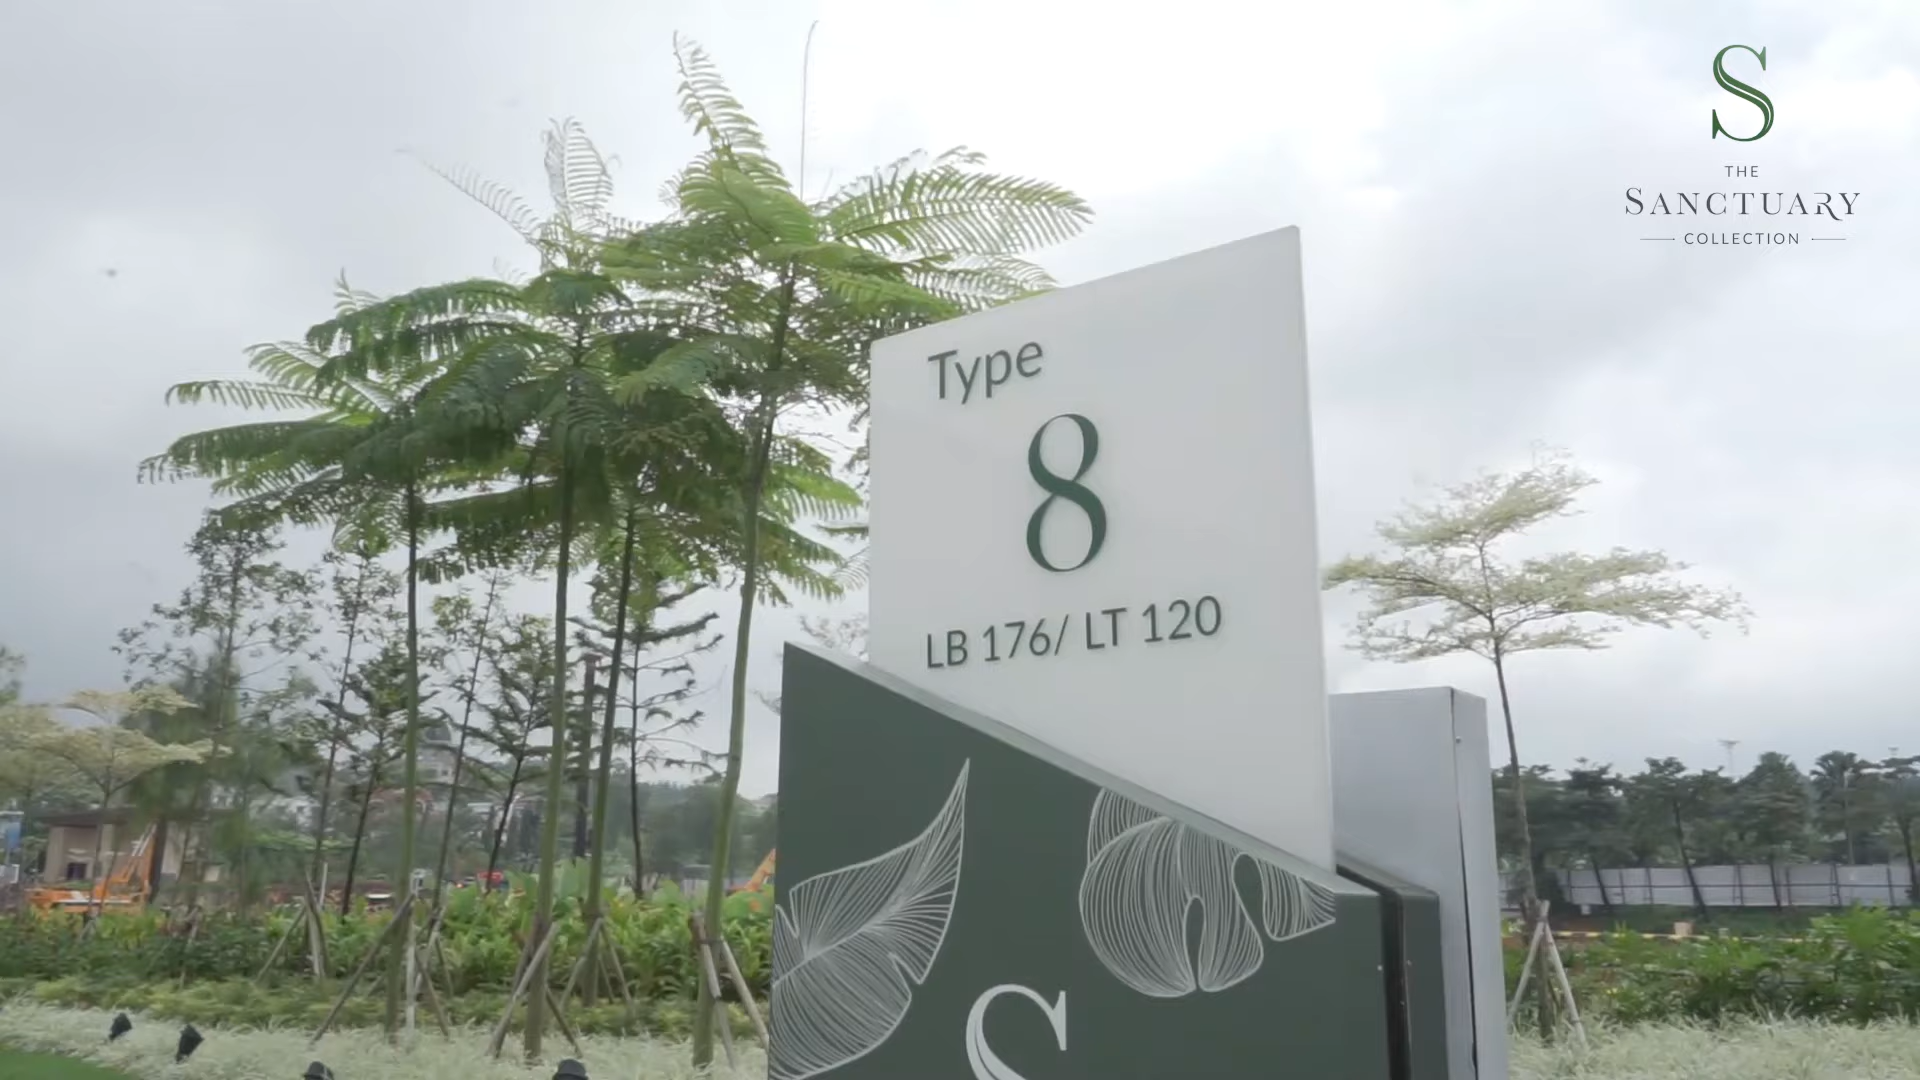 S
THE
SANCTUARY
COLLECTION
Type
8
LB 176/ LT 120
S